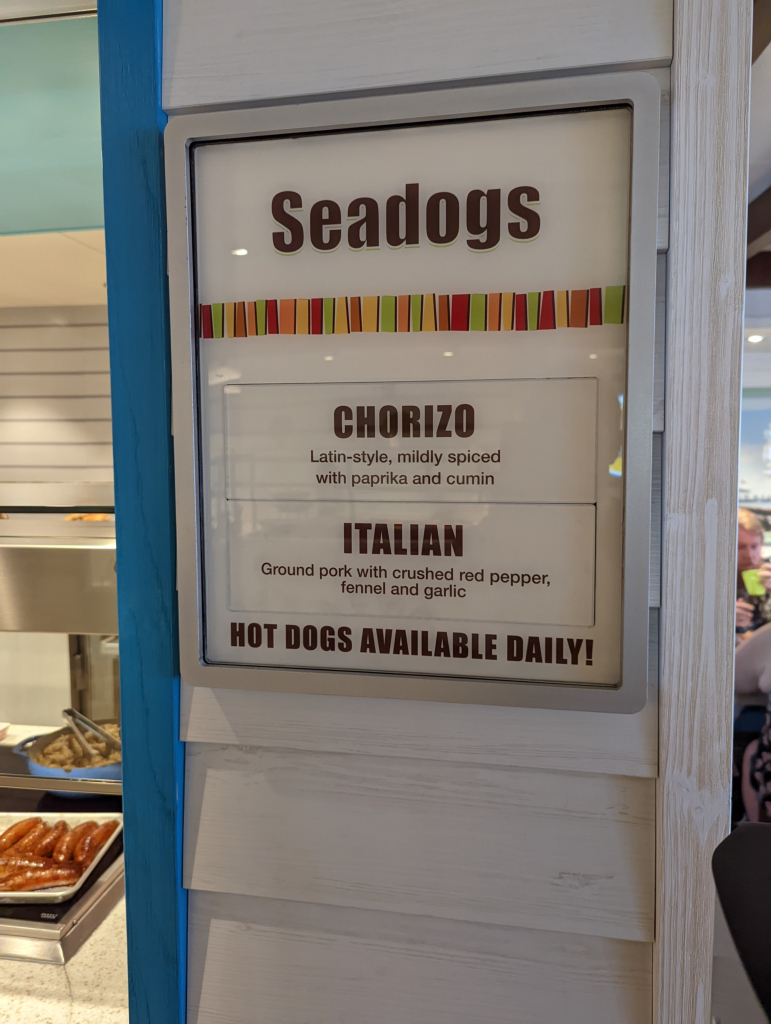 Seadogs
CHORIZO
Latin-style, mildly spiced
with paprika and cumin
ITALIAN
Ground pork with crushed red pepper,
fennel and garlic
HOT DOGS AVAILABLE DAILY!